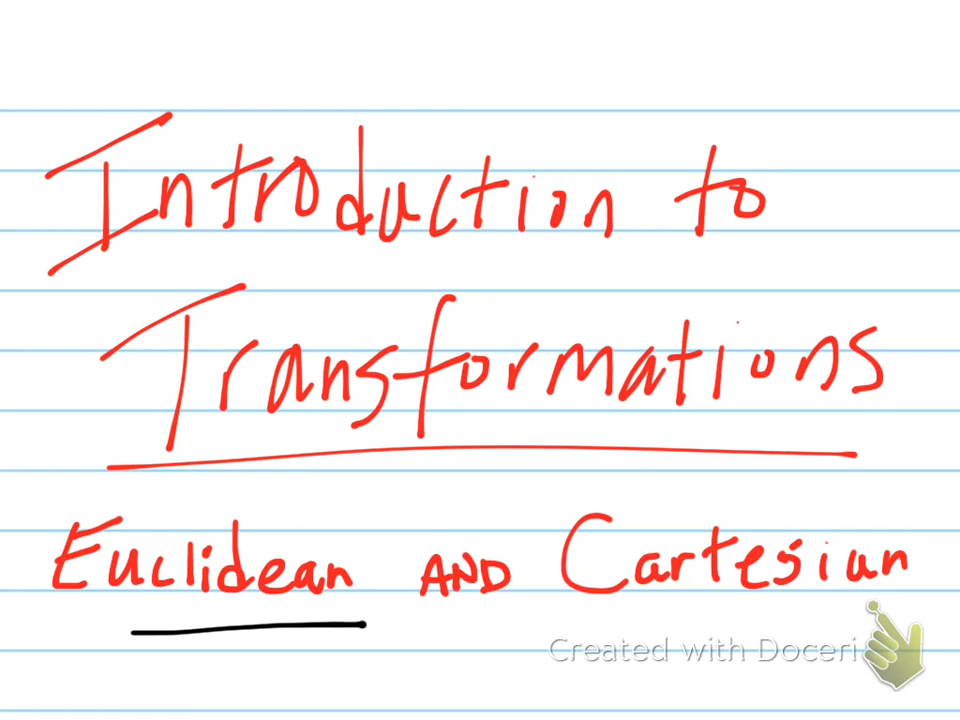 Introduction to
Transformations
Euclidean AND Cartesian
Created with Doceri